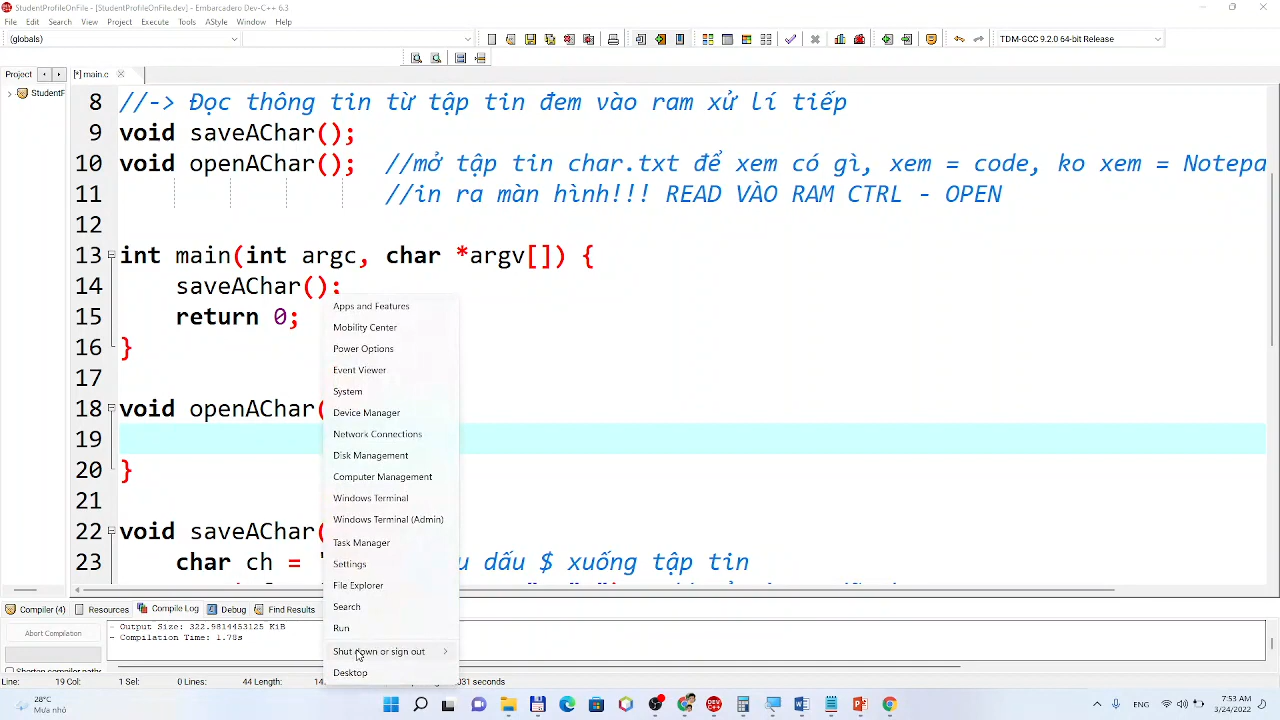 StudentProfileOnFile - [StudentProfileOnFile.dev] - Embarcadero Dev-C++ 6.3
File Edit Search View Project Execute Tools AStyle Window Help
(globals)
TDM-GCC 9.2.0 64-bit Release
Project
[*] main.c
StudentF
8 //-> Đọc thông tin từ tập tin đem vào ram xử lí tiếp
9 void saveAChar();
10 void openAChar(); //mở tập tin char.txt để xem có gì, xem = code, ko xem = Notepa
11 //in ra màn hình!!! READ VÀO RAM CTRL - OPEN
12
13 int main(int argc, char *argv[]) {
14 saveAChar();
15 return 0;
16 }
17
18 void openAChar(
19
20 }
21
22 void saveAChar(
23 char ch = ' u dấu $ xuống tập tin
Apps and Features
Mobility Center
Power Options
Event Viewer
System
Device Manager
Network Connections
Disk Management
Computer Management
Windows Terminal
Windows Terminal (Admin)
Task Manager
Settings
File Explorer
Search
Run
Shut down or sign out
Desktop
Compiler (4) Resources Compile Log Debug Find Results
Abort Compilation
- Output Size: 322.9814453125 KiB
- Compilation Time: 1.70s
Shorten compiler paths
Line: 19 Col: 1 Sel: 0 Lines: 44 Length: 14
28°C
Mưa nhỏ
ENG
7:53 AM
3/24/2022